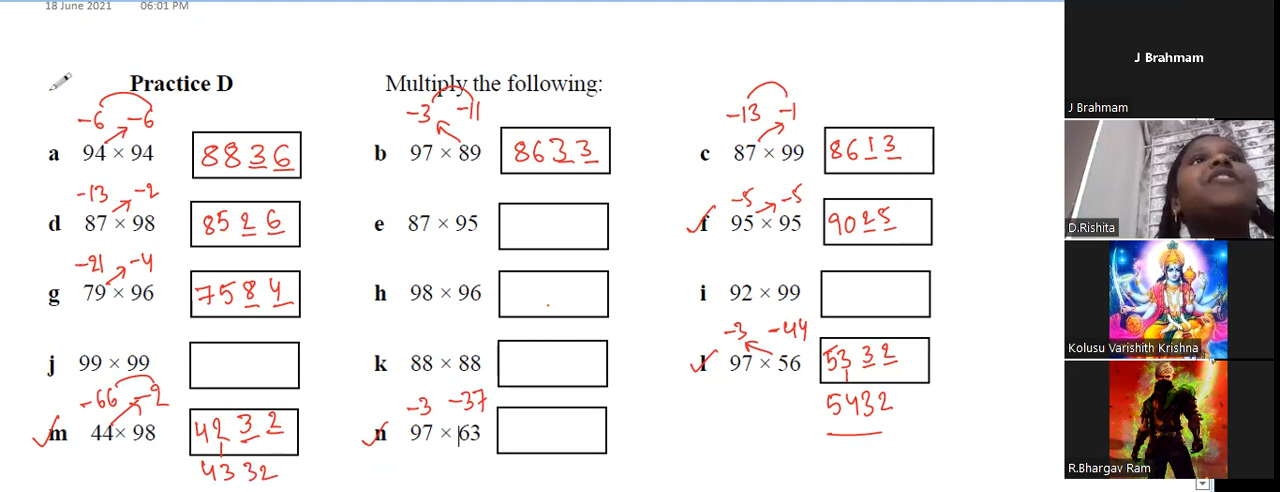 18 June 2021 06:01 PM
Practice D Multiply the following:
-6 -6 -3 -11 -13 -1
a 94 × 94 8836 b 97 × 89 8633 c 87 × 99 8613
-13 -2 -5 -5
d 87 × 98 8526 e 87 × 95 f 95 × 95 9025
-21 -4
g 79 × 96 7584 h 98 × 96 i 92 × 99
-3 -44
j 99 × 99 k 88 × 88 l 97 × 56 5332
5432
-66 -2 -3 -37
m 44× 98 4232 n 97 × 63
4332
J Brahmam
J Brahmam
D.Rishita
Kolusu Varishith Krishna
R.Bhargav Ram